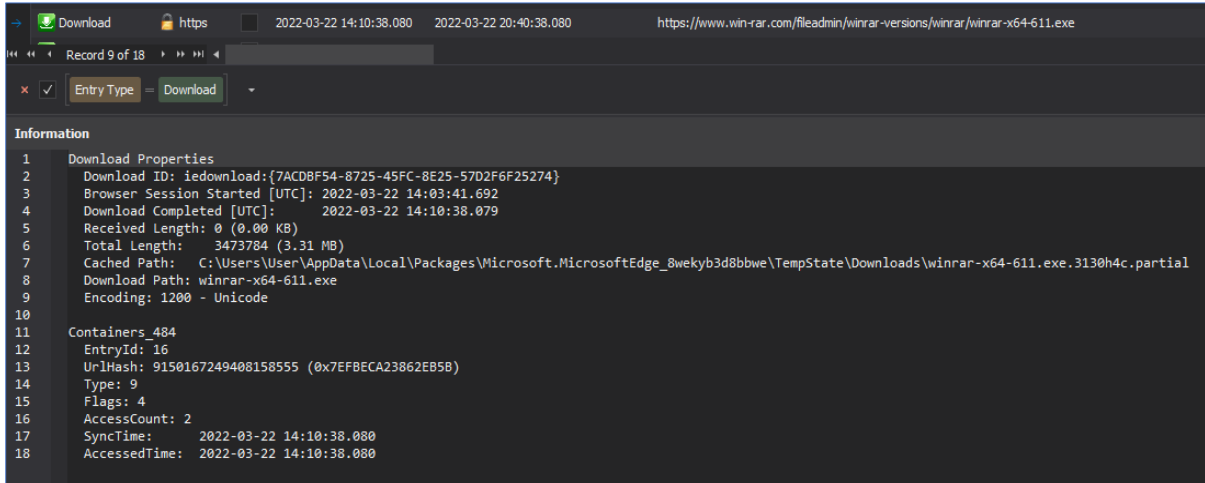 Download https 2022-03-22 14:10:38.080 2022-03-22 20:40:38.080 https://www.win-rar.com/fileadmin/winrar-versions/winrar/winrar-x64-611.exe
Record 9 of 18
Entry Type = Download
Information
1 Download Properties
2 Download ID: iedownload:{7ACDBF54-8725-45FC-8E25-57D2F6F25274}
3 Browser Session Started [UTC]: 2022-03-22 14:03:41.692
4 Download Completed [UTC]: 2022-03-22 14:10:38.079
5 Received Length: 0 (0.00 KB)
6 Total Length: 3473784 (3.31 MB)
7 Cached Path: C:\Users\User\AppData\Local\Packages\Microsoft.MicrosoftEdge_8wekyb3d8bbwe\TempState\Downloads\winrar-x64-611.exe.3130h4c.partial
8 Download Path: winrar-x64-611.exe
9 Encoding: 1200 - Unicode
10
11 Containers_484
12 EntryId: 16
13 UrlHash: 9150167249408158555 (0x7EFBECA23862EB5B)
14 Type: 9
15 Flags: 4
16 AccessCount: 2
17 SyncTime: 2022-03-22 14:10:38.080
18 AccessedTime: 2022-03-22 14:10:38.080